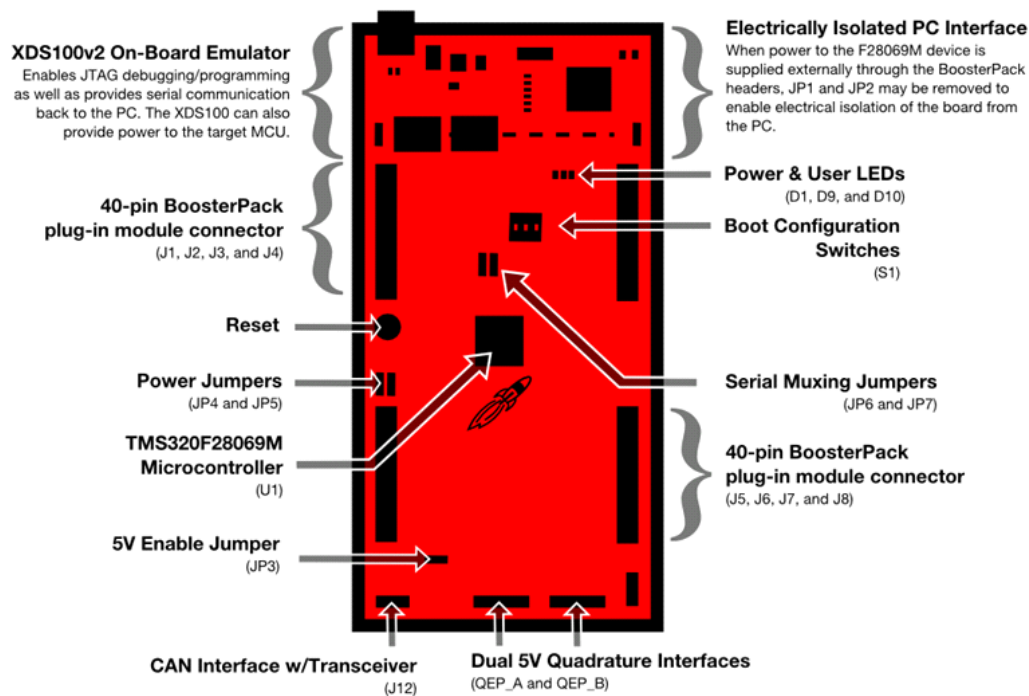 XDS100v2 On-Board Emulator
Enables JTAG debugging/programming
as well as provides serial communication
back to the PC. The XDS100 can also
provide power to the target MCU.
40-pin BoosterPack
plug-in module connector
(J1, J2, J3, and J4)
Reset
Power Jumpers
(JP4 and JP5)
TMS320F28069M
Microcontroller
(U1)
5V Enable Jumper
(JP3)
CAN Interface w/Transceiver
(J12)
Dual 5V Quadrature Interfaces
(QEP_A and QEP_B)
Electrically Isolated PC Interface
When power to the F28069M device is
supplied externally through the BoosterPack
headers, JP1 and JP2 may be removed to
enable electrical isolation of the board from
the PC.
Power & User LEDs
(D1, D9, and D10)
Boot Configuration
Switches
(S1)
Serial Muxing Jumpers
(JP6 and JP7)
40-pin BoosterPack
plug-in module connector
(J5, J6, J7, and J8)